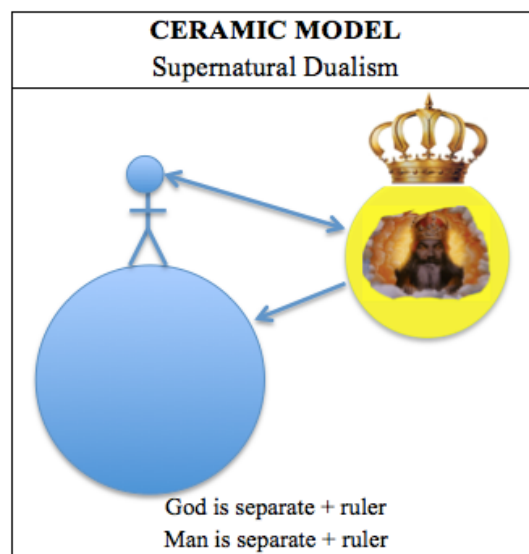 CERAMIC MODEL
Supernatural Dualism
God is separate + ruler
Man is separate + ruler